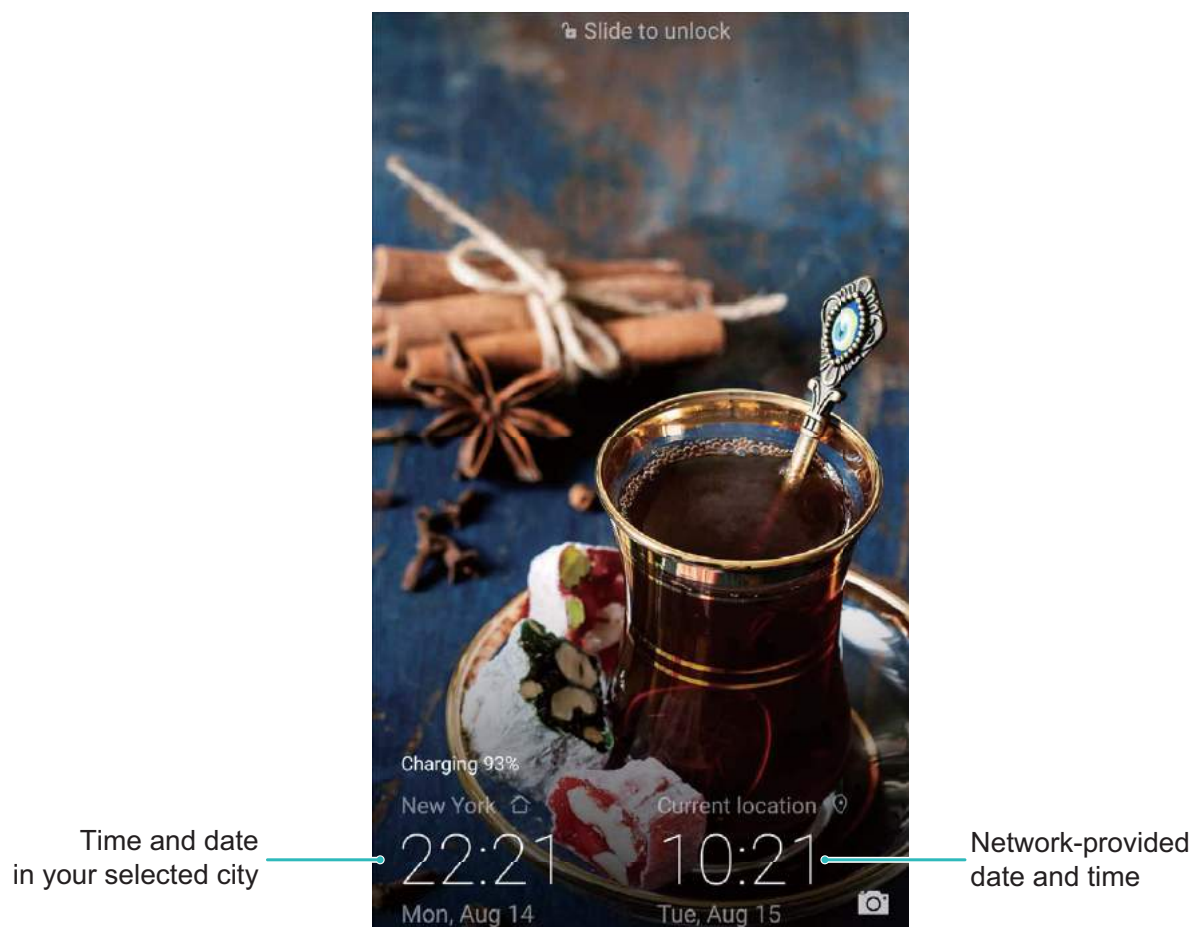 Slide to unlock
Charging 93%
New York
Current location
Time and date
in your selected city
22:21
10:21
Network-provided
date and time
Mon, Aug 14
Tue, Aug 15